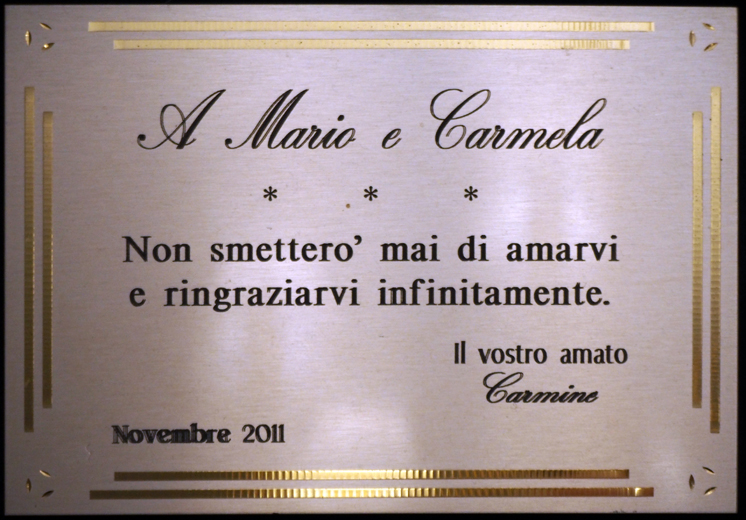 A Mario e Carmela
* * *
Non smettero' mai di amarvi
e ringraziarvi infinitamente.
Il vostro amato
Carmine
Novembre 2011